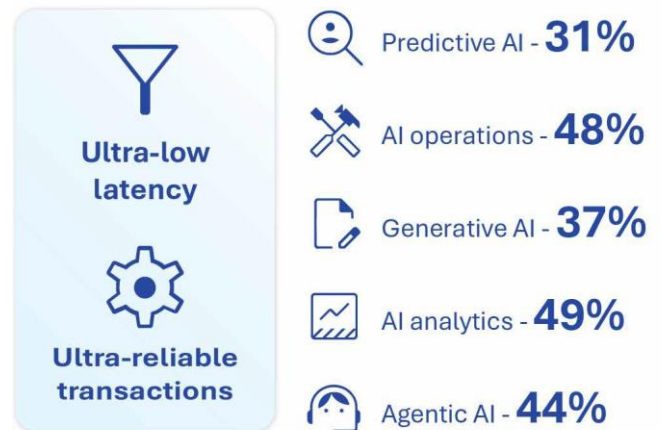 Ultra-low
latency
Ultra-reliable
transactions
Predictive AI - 31%
AI operations - 48%
Generative AI - 37%
AI analytics - 49%
Agentic AI - 44%